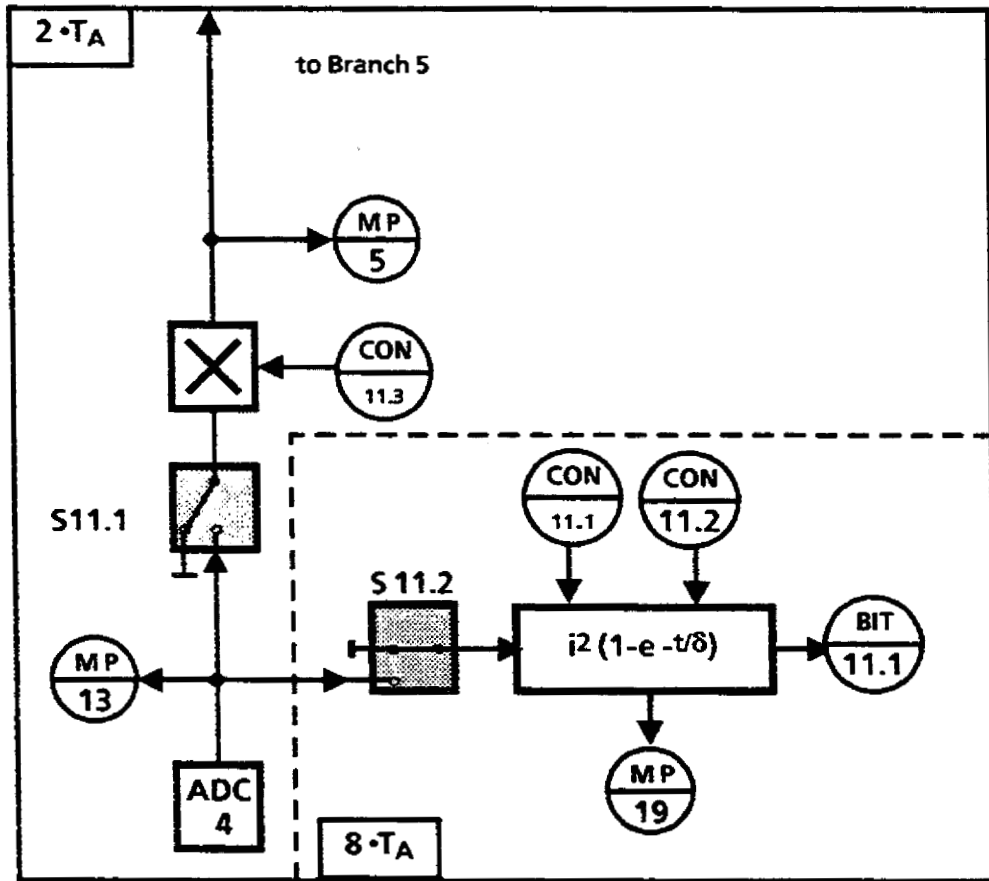 2 •TA
to Branch 5
MP
5
CON
11.3
S11.1
CON
11.1
CON
11.2
S 11.2
i² (1-e -t/δ)
BIT
11.1
MP
13
MP
19
ADC
4
8 •TA